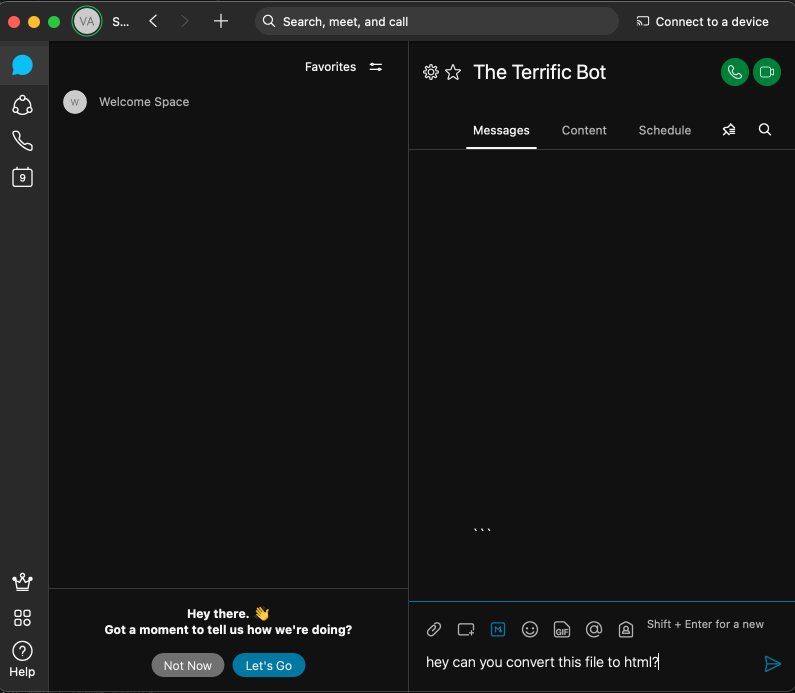 VA
S...
Search, meet, and call
Connect to a device
Favorites
W
Welcome Space
9
The Terrific Bot
Messages
Content
Schedule
```
Hey there. 👋
Got a moment to tell us how we're doing?
Not Now
Let's Go
Help
M
GIF
Shift + Enter for a new
hey can you convert this file to html?